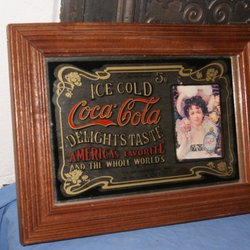 ICE COLD 5¢
Coca-Cola
DELIGHTS TASTE
AMERICA'S FAVORITE
AND THE WHOLE WORLD'S